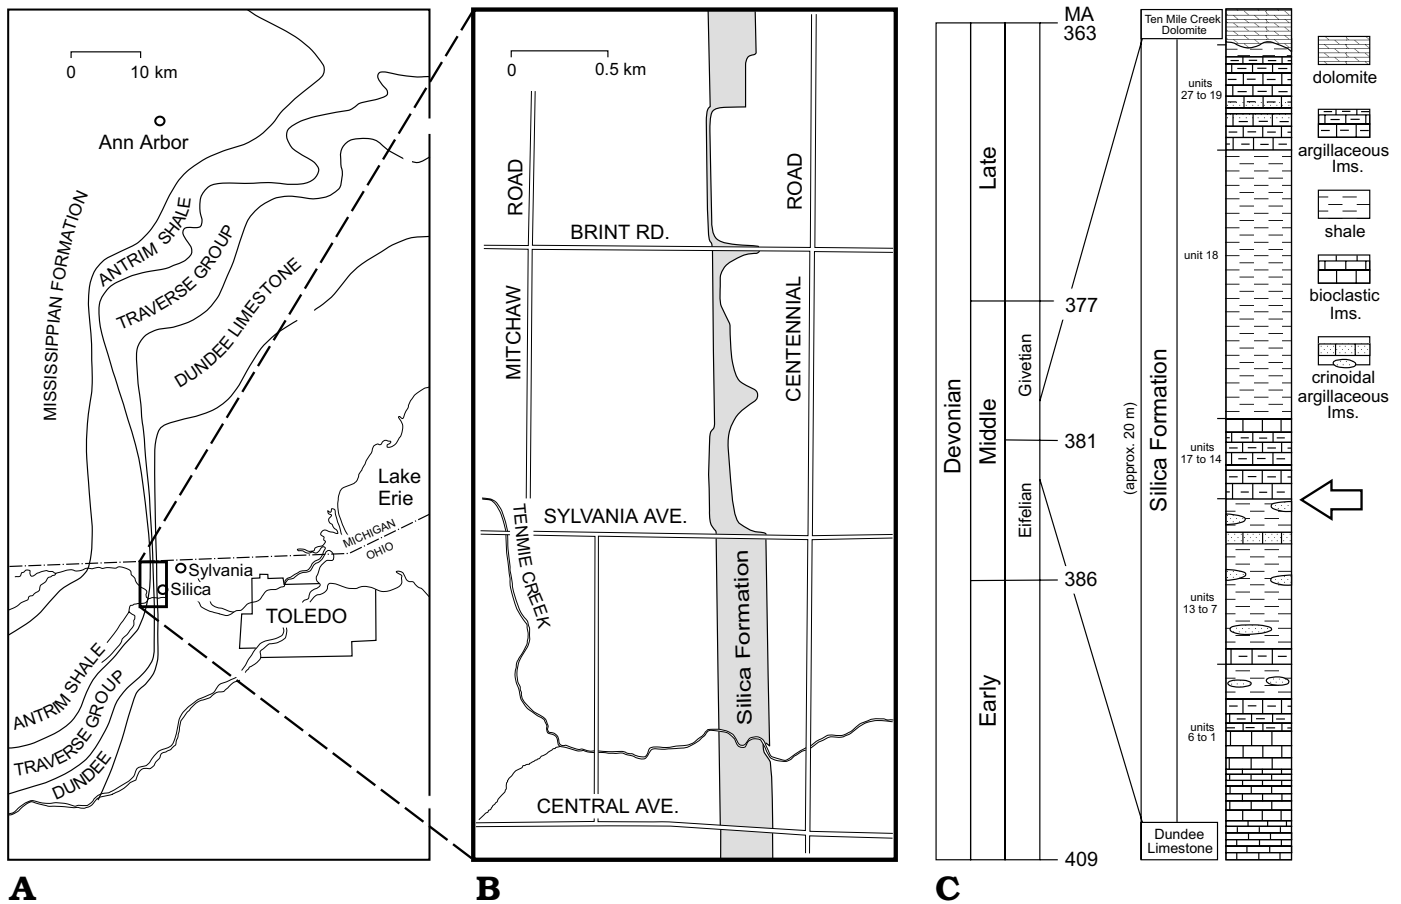 0
10 km
Ann Arbor
MISSISSIPPIAN FORMATION
ANTRIM SHALE
TRAVERSE GROUP
DUNDEE LIMESTONE
Lake
Erie
MICHIGAN
OHIO
Sylvania
Silica
TOLEDO
ANTRIM SHALE
TRAVERSE GROUP
DUNDEE
A
0
0.5 km
ROAD
ROAD
BRINT RD.
MITCHAW
CENTENNIAL
SYLVANIA AVE.
TENMIE CREEK
Silica Formation
CENTRAL AVE.
B
MA
363
377
381
386
409
Devonian
Late
Middle
Early
Givetian
Eifelian
Ten Mile Creek
Dolomite
Silica Formation
(approx. 20 m)
Dundee
Limestone
units
27 to 19
unit 18
units
17 to 14
units
13 to 7
units
6 to 1
dolomite
argillaceous
lms.
shale
bioclastic
lms.
crinoidal
argillaceous
lms.
C